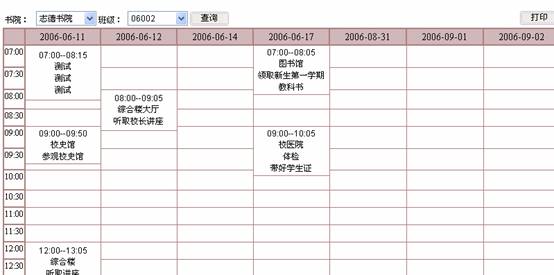 书院： 志谱书院 班级： 06002 查询 打印
2006-06-11 2006-06-12 2006-06-14 2006-06-17 2006-08-31 2006-09-01 2006-09-02
07:00
07:30
08:00
08:30
09:00
09:30
10:00
10:30
11:00
11:30
12:00
12:30
07:00--08:15
测试
测试
测试
09:00--09:50
校史馆
参观校史馆
12:00--13:05
综合楼
听取讲座
08:00--09:05
综合楼大厅
听取校长讲座
07:00--08:05
图书馆
领取新生第一学期
教科书
09:00--10:05
校医院
体检
带好学生证